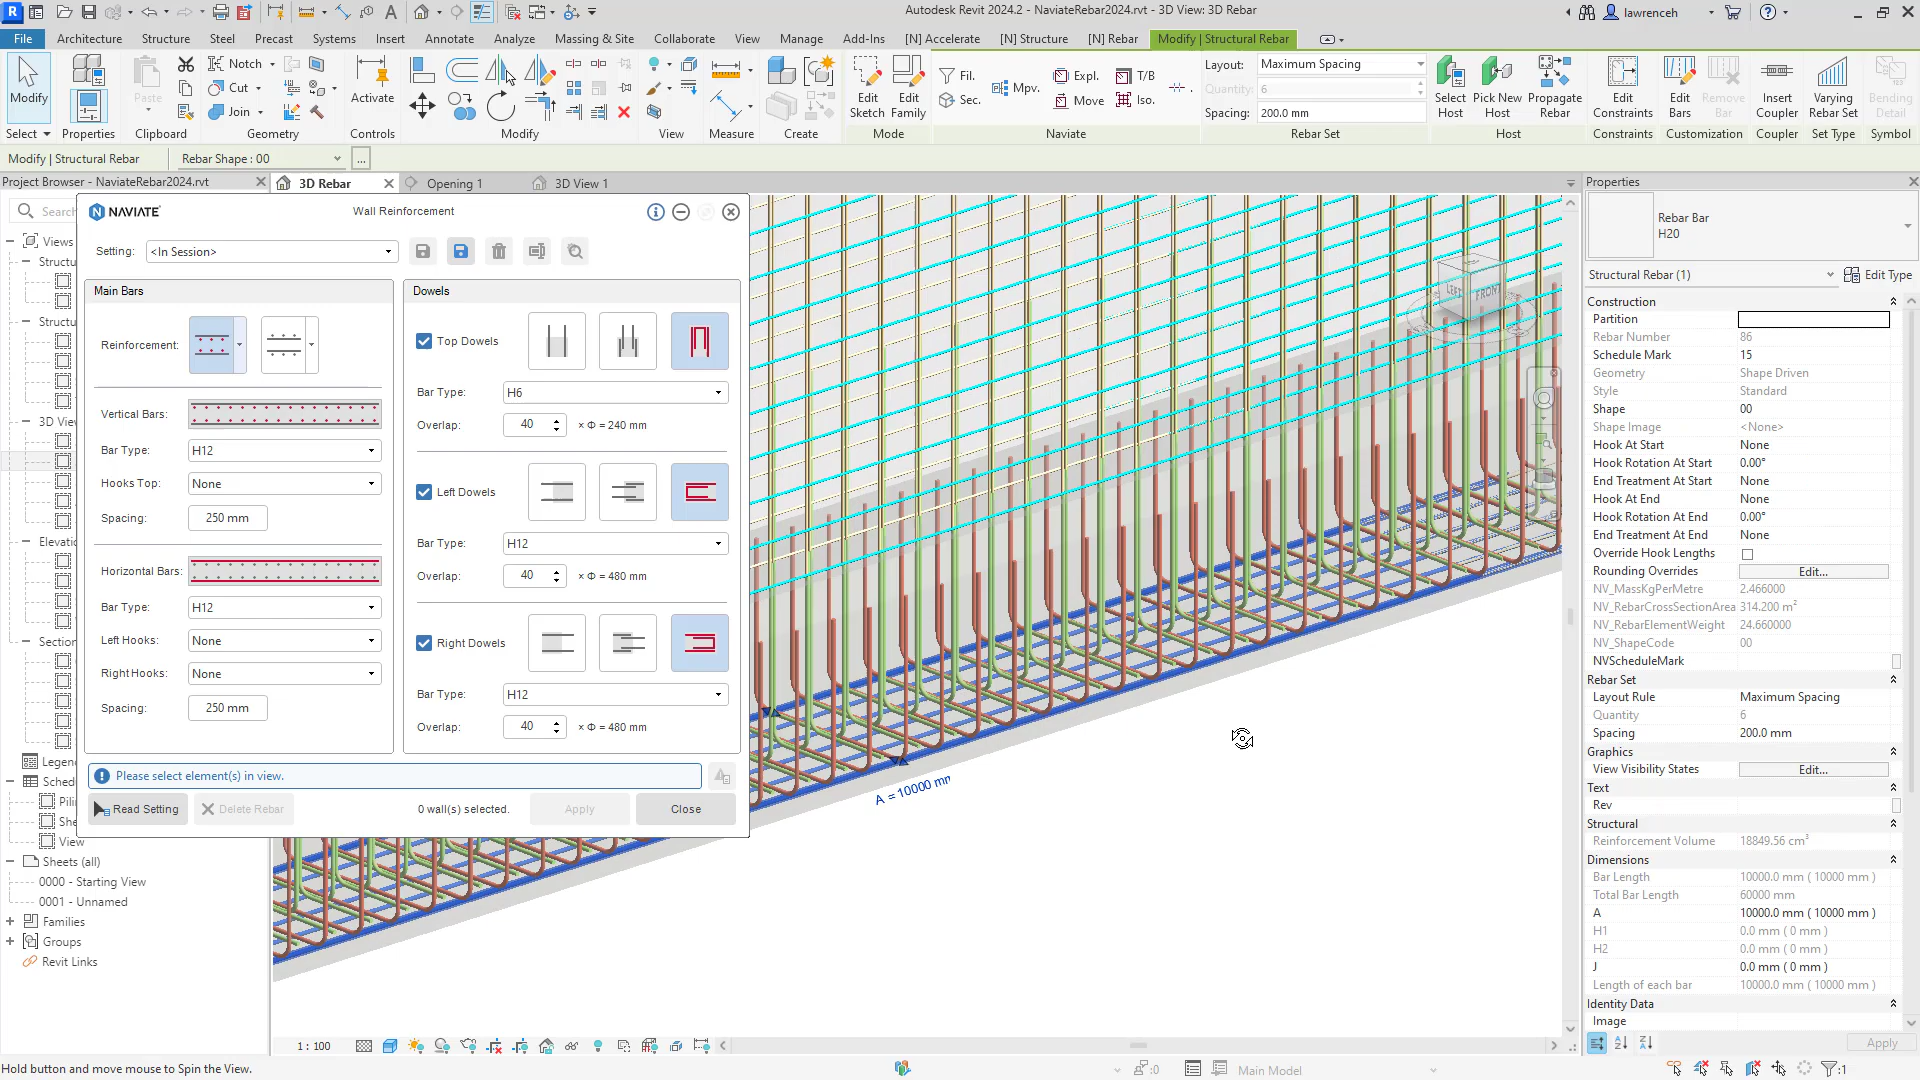 Autodesk Revit 2024.2 - NaviateRebar2024.rvt - 3D View: 3D Rebar
lawrenceh
File Architecture Structure Steel Precast Systems Insert Annotate Analyze Massing & Site Collaborate View Manage Add-Ins [N] Accelerate [N] Structure [N] Rebar Modify | Structural Rebar
Modify
Paste
Notch
Cut
Join
Activate
Edit Sketch
Edit Family
Fil.
Sec.
Mpv.
Expl.
Move
T/B
Iso.
Layout: Maximum Spacing
Quantity: 6
Spacing: 200.0 mm
Select Host
Pick New Host
Propagate Rebar
Edit Constraints
Edit Bars
Remove Bar
Insert Coupler
Varying Rebar Set
Bending Detail
Select Properties Clipboard Geometry Controls Modify View Measure Create Mode Naviate Rebar Set Host Constraints Customization Coupler Set Type Symbol
Modify | Structural Rebar
Rebar Shape : 00
...
Project Browser - NaviateRebar2024.rvt
3D Rebar
Opening 1
3D View 1
Search
Views
Structu
Structu
3D View
Elevatio
Section
Legen
Sched
Pilin
She
View
Sheets (all)
0000 - Starting View
0001 - Unnamed
Families
Groups
Revit Links
NAVIATE
Wall Reinforcement
Setting: <In Session>
Main Bars
Reinforcement:
Vertical Bars:
Bar Type: H12
Hooks Top: None
Spacing: 250 mm
Horizontal Bars:
Bar Type: H12
Left Hooks: None
Right Hooks: None
Spacing: 250 mm
Dowels
Top Dowels
Bar Type: H6
Overlap: 40 × Φ = 240 mm
Left Dowels
Bar Type: H12
Overlap: 40 × Φ = 480 mm
Right Dowels
Bar Type: H12
Overlap: 40 × Φ = 480 mm
Please select element(s) in view.
Read Setting
Delete Rebar
0 wall(s) selected.
Apply
Close
LEFT
FRONT
A = 10000 mm
Properties
Rebar Bar
H20
Structural Rebar (1)
Edit Type
Construction
Partition
Rebar Number 86
Schedule Mark 15
Geometry Shape Driven
Style Standard
Shape 00
Shape Image <None>
Hook At Start None
Hook Rotation At Start 0.00°
End Treatment At Start None
Hook At End None
Hook Rotation At End 0.00°
End Treatment At End None
Override Hook Lengths
Rounding Overrides Edit...
NV_MassKgPerMetre 2.466000
NV_RebarCrossSectionArea 314.200 m²
NV_RebarElementWeight 24.660000
NV_ShapeCode 00
NVScheduleMark
Rebar Set
Layout Rule Maximum Spacing
Quantity 6
Spacing 200.0 mm
Graphics
View Visibility States Edit...
Text
Rev
Structural
Reinforcement Volume 18849.56 cm³
Dimensions
Bar Length 10000.0 mm ( 10000 mm )
Total Bar Length 60000 mm
A 10000.0 mm ( 10000 mm )
H1 0.0 mm ( 0 mm )
H2 0.0 mm ( 0 mm )
J 0.0 mm ( 0 mm )
Length of each bar 10000.0 mm ( 10000 mm )
Identity Data
Image
Apply
1 : 100
Hold button and move mouse to Spin the View.
:0
Main Model
:1